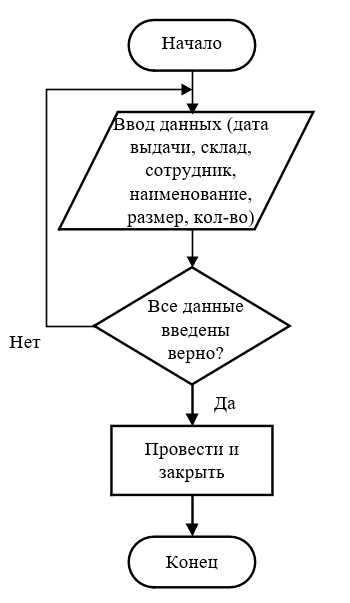 Начало
Ввод данных (дата
выдачи, склад,
сотрудник,
наименование,
размер, кол-во)
Все данные
введены
верно?
Нет
Да
Провести и
закрыть
Конец